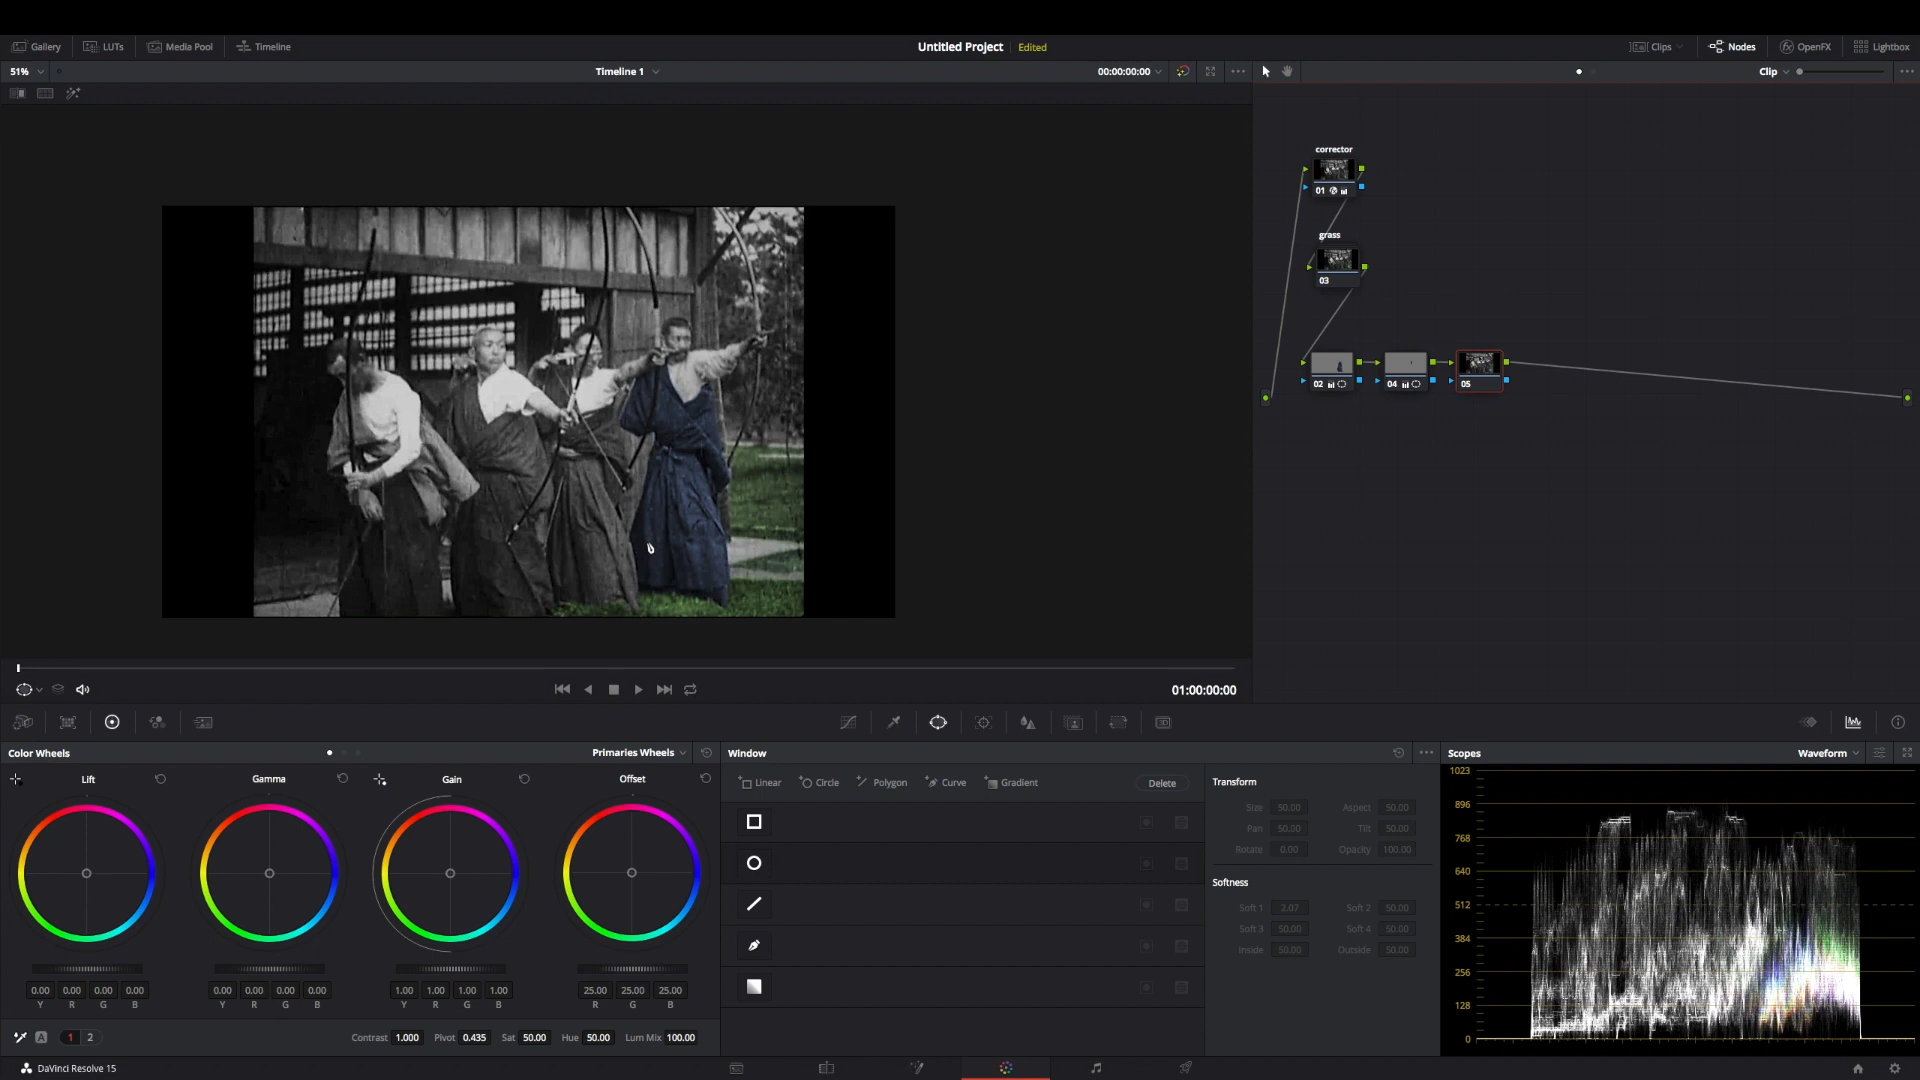 Gallery LUTs Media Pool Timeline Untitled Project Edited Clips Nodes OpenFX Lightbox
51% Timeline 1 00:00:00:00 Clip
corrector
01
grass
03
02 04 05
01:00:00:00
Color Wheels Primaries Wheels Window Scopes Waveform
Lift Gamma Gain Offset Linear Circle Polygon Curve Gradient Delete Transform
Size 50.00 Aspect 50.00
Pan 50.00 Tilt 50.00
Rotate 0.00 Opacity 100.00
Softness
Soft 1 2.07 Soft 2 50.00
Soft 3 50.00 Soft 4 50.00
Inside 50.00 Outside 50.00
1023
896
768
640
512
384
256
128
0
0.00 0.00 0.00 0.00 0.00 0.00 0.00 0.00 1.00 1.00 1.00 1.00 25.00 25.00 25.00
Y R G B Y R G B Y R G B R G B
A 1 2 Contrast 1.000 Pivot 0.435 Sat 50.00 Hue 50.00 Lum Mix 100.00
DaVinci Resolve 15